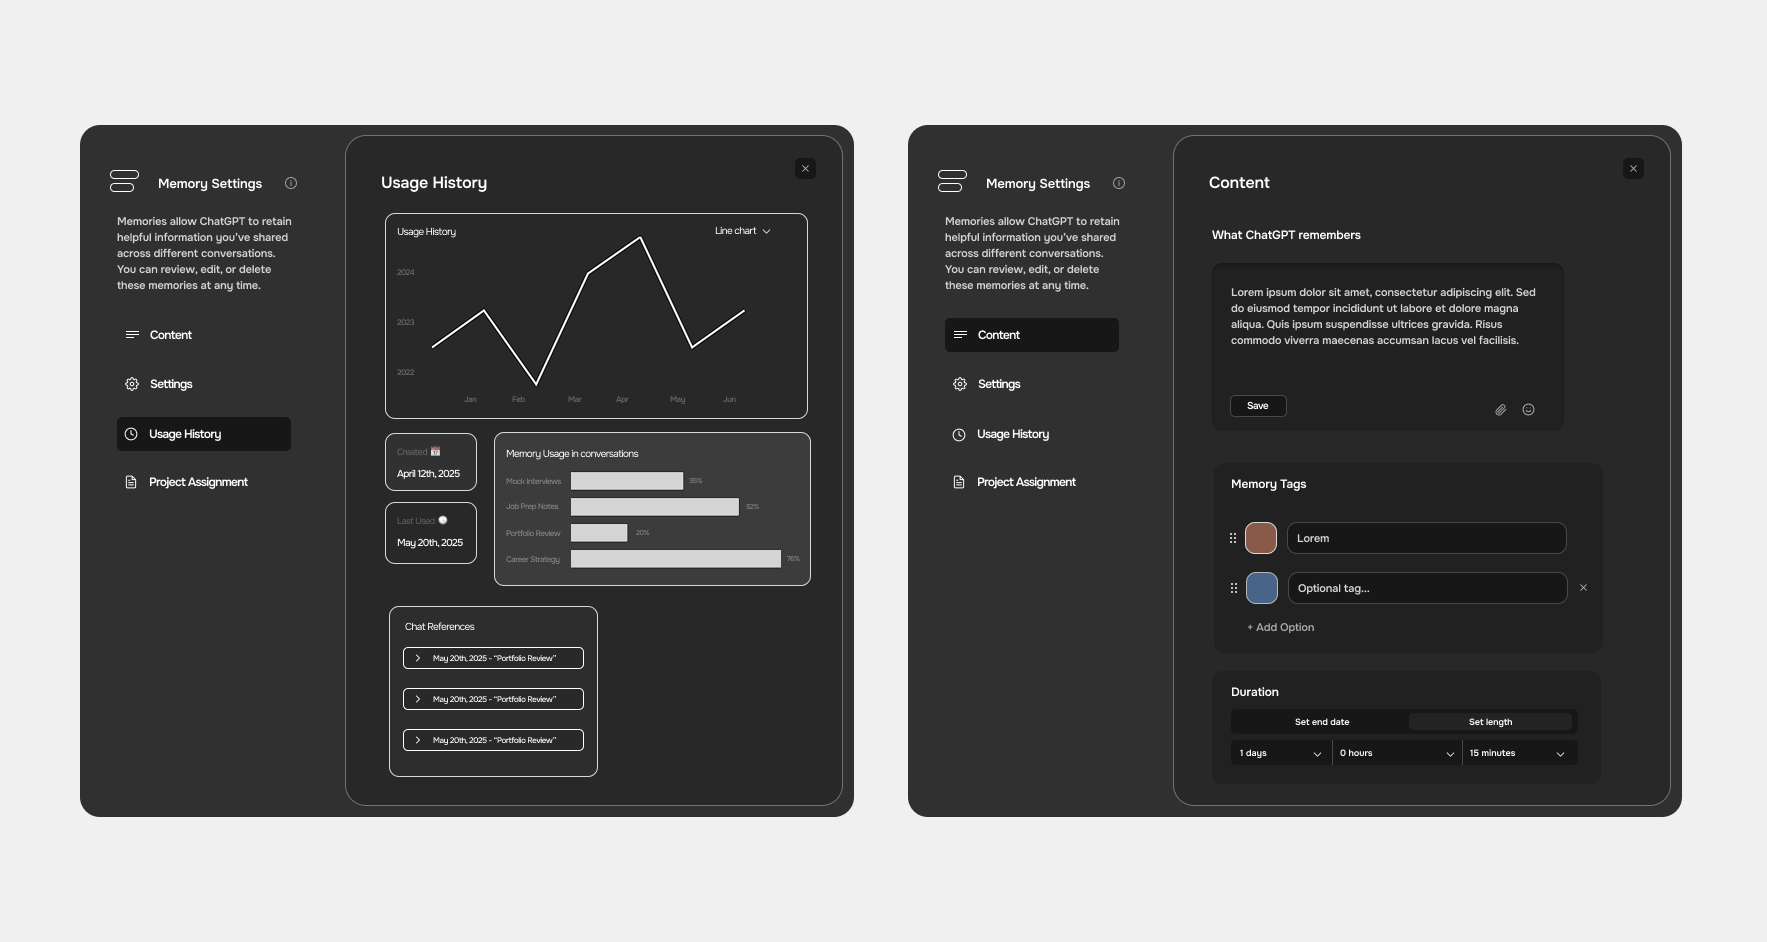 Memory Settings
Memories allow ChatGPT to retain
helpful information you've shared
across different conversations.
You can review, edit, or delete
these memories at any time.
Content
Settings
Usage History
Project Assignment
Usage History
Usage History
Line chart
2024
2023
2022
Jan Feb Mar Apr May Jun
Created
April 12th, 2025
Last Used
May 20th, 2025
Memory Usage in conversations
Mock Interviews 35%
Job Prep Notes 52%
Portfolio Review 20%
Career Strategy 76%
Chat References
May 20th, 2025 - “Portfolio Review”
May 20th, 2025 - “Portfolio Review”
May 20th, 2025 - “Portfolio Review”
Memory Settings
Memories allow ChatGPT to retain
helpful information you've shared
across different conversations.
You can review, edit, or delete
these memories at any time.
Content
Settings
Usage History
Project Assignment
Content
What ChatGPT remembers
Lorem ipsum dolor sit amet, consectetur adipiscing elit. Sed
do eiusmod tempor incididunt ut labore et dolore magna
aliqua. Quis ipsum suspendisse ultrices gravida. Risus
commodo viverra maecenas accumsan lacus vel facilisis.
Save
Memory Tags
Lorem
Optional tag...
+ Add Option
Duration
Set end date Set length
1 days 0 hours 15 minutes